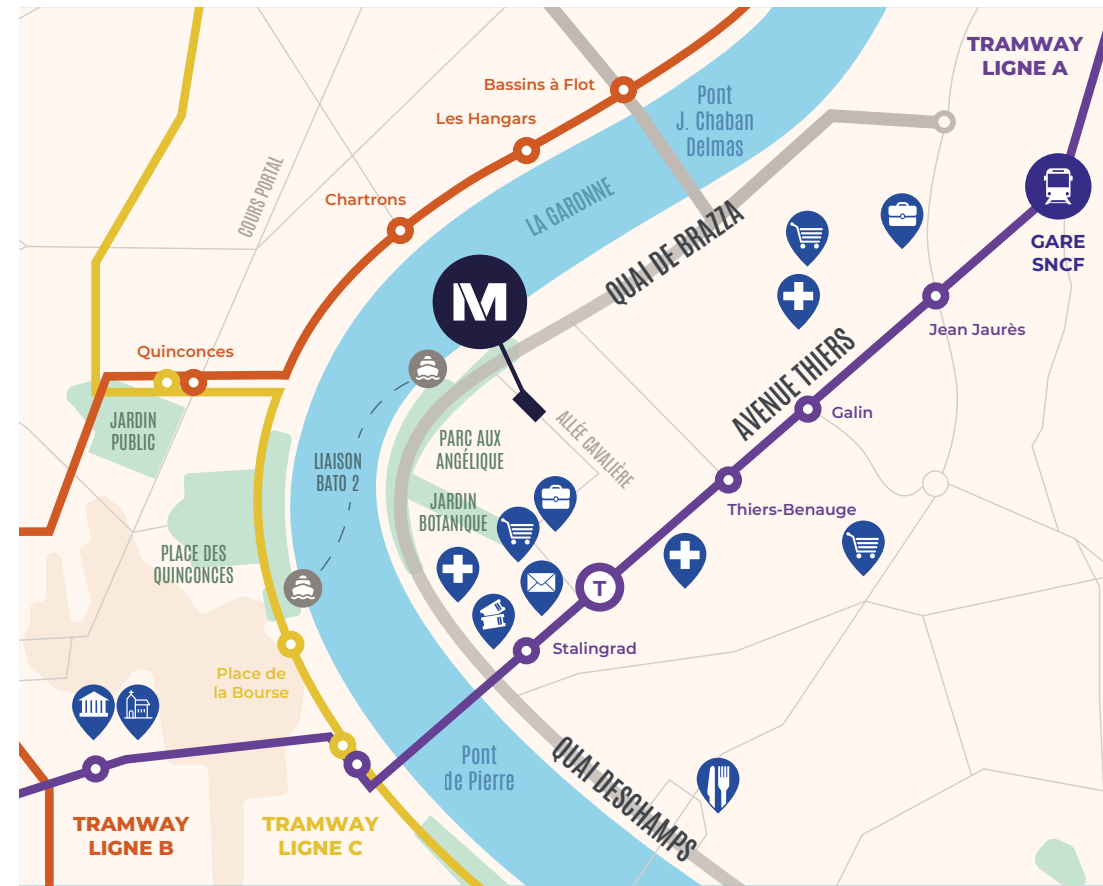 TRAMWAY
LIGNE A
Bassins à Flot
Pont
J. Chaban
Delmas
Les Hangars
COURS PORTAL
Chartrons
LA GARONNE
QUAI DE BRAZZA
GARE
SNCF
M
Jean Jaurès
Quinconces
AVENUE THIERS
Galin
JARDIN
PUBLIC
ALLÉE CAVALIÈRE
PARC AUX
ANGÉLIQUE
LIAISON
BATO 2
JARDIN
BOTANIQUE
Thiers-Benauge
PLACE DES
QUINCONCES
T
Stalingrad
Place de
la Bourse
Pont
de Pierre
QUAI DESCHAMPS
TRAMWAY
LIGNE B
TRAMWAY
LIGNE C